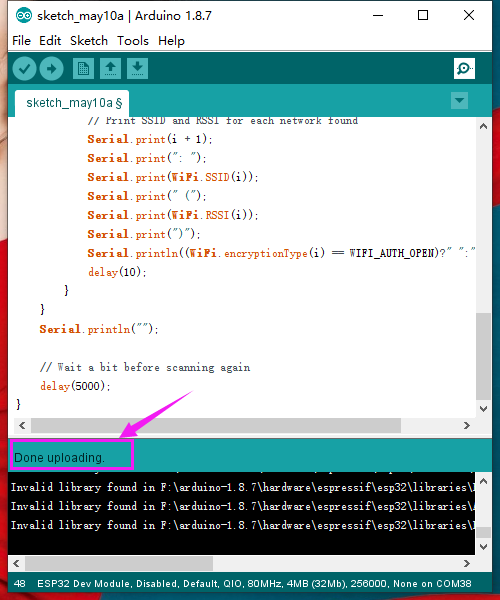 sketch_may10a | Arduino 1.8.7
File Edit Sketch Tools Help
sketch_may10a §
// Print SSID and RSSI for each network found
Serial.print(i + 1);
Serial.print(": ");
Serial.print(WiFi.SSID(i));
Serial.print(" (");
Serial.print(WiFi.RSSI(i));
Serial.print(")");
Serial.println((WiFi.encryptionType(i) == WIFI_AUTH_OPEN)?" ":"
delay(10);
}
}
Serial.println("");
// Wait a bit before scanning again
delay(5000);
}
Done uploading.
Invalid library found in F:\arduino-1.8.7\hardware\espressif\esp32\libraries\
Invalid library found in F:\arduino-1.8.7\hardware\espressif\esp32\libraries\
Invalid library found in F:\arduino-1.8.7\hardware\espressif\esp32\libraries\
48 ESP32 Dev Module, Disabled, Default, QIO, 80MHz, 4MB (32Mb), 256000, None on COM38